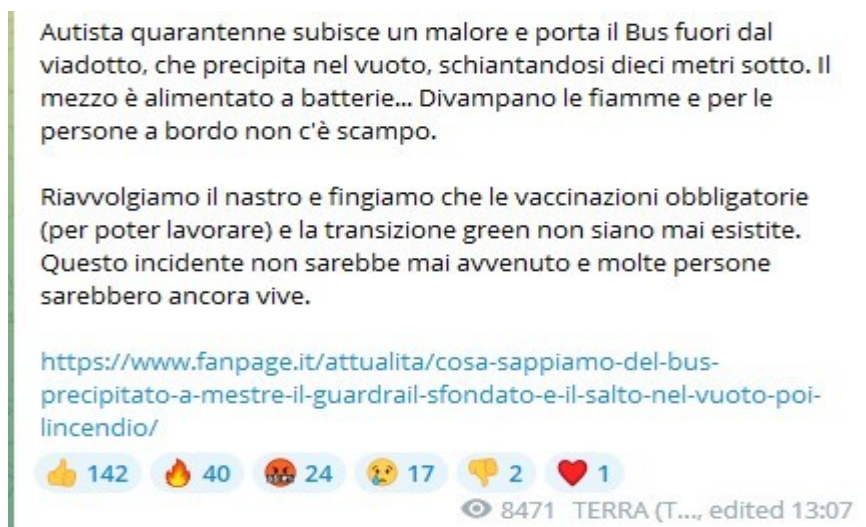 Autista quarantenne subisce un malore e porta il Bus fuori dal
viadotto, che precipita nel vuoto, schiantandosi dieci metri sotto. Il
mezzo è alimentato a batterie... Divampano le fiamme e per le
persone a bordo non c'è scampo.
Riavvolgiamo il nastro e fingiamo che le vaccinazioni obbligatorie
(per poter lavorare) e la transizione green non siano mai esistite.
Questo incidente non sarebbe mai avvenuto e molte persone
sarebbero ancora vive.
https://www.fanpage.it/attualita/cosa-sappiamo-del-bus-
precipitato-a-mestre-il-guardrail-sfondato-e-il-salto-nel-vuoto-poi-
lincendio/
142 40 24 17 2 1
8471 TERRA (T..., edited 13:07